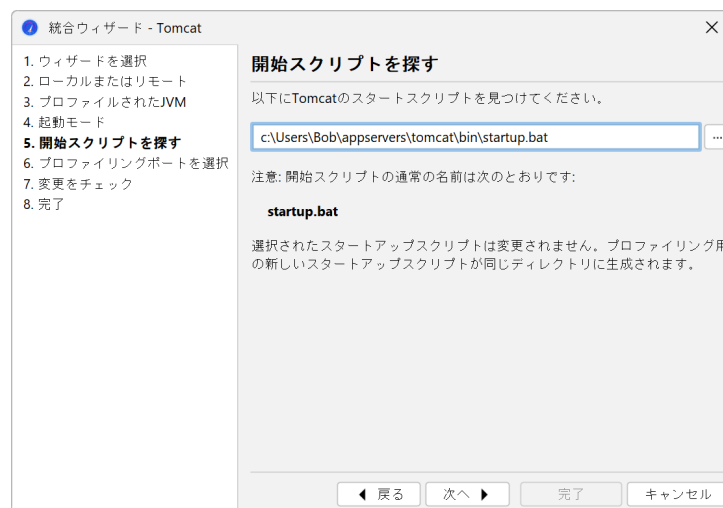 統合ウィザード - Tomcat
1. ウィザードを選択
2. ローカルまたはリモート
3. プロファイルされたJVM
4. 起動モード
5. 開始スクリプトを探す
6. プロファイリングポートを選択
7. 変更をチェック
8. 完了
開始スクリプトを探す
以下にTomcatのスタートスクリプトを見つけてください。
c:\Users\Bob\appservers\tomcat\bin\startup.bat
...
注意: 開始スクリプトの通常の名前は次のとおりです:
startup.bat
選択されたスタートアップスクリプトは変更されません。プロファイリング用
の新しいスタートアップスクリプトが同じディレクトリに生成されます。
戻る
次へ
完了
キャンセル